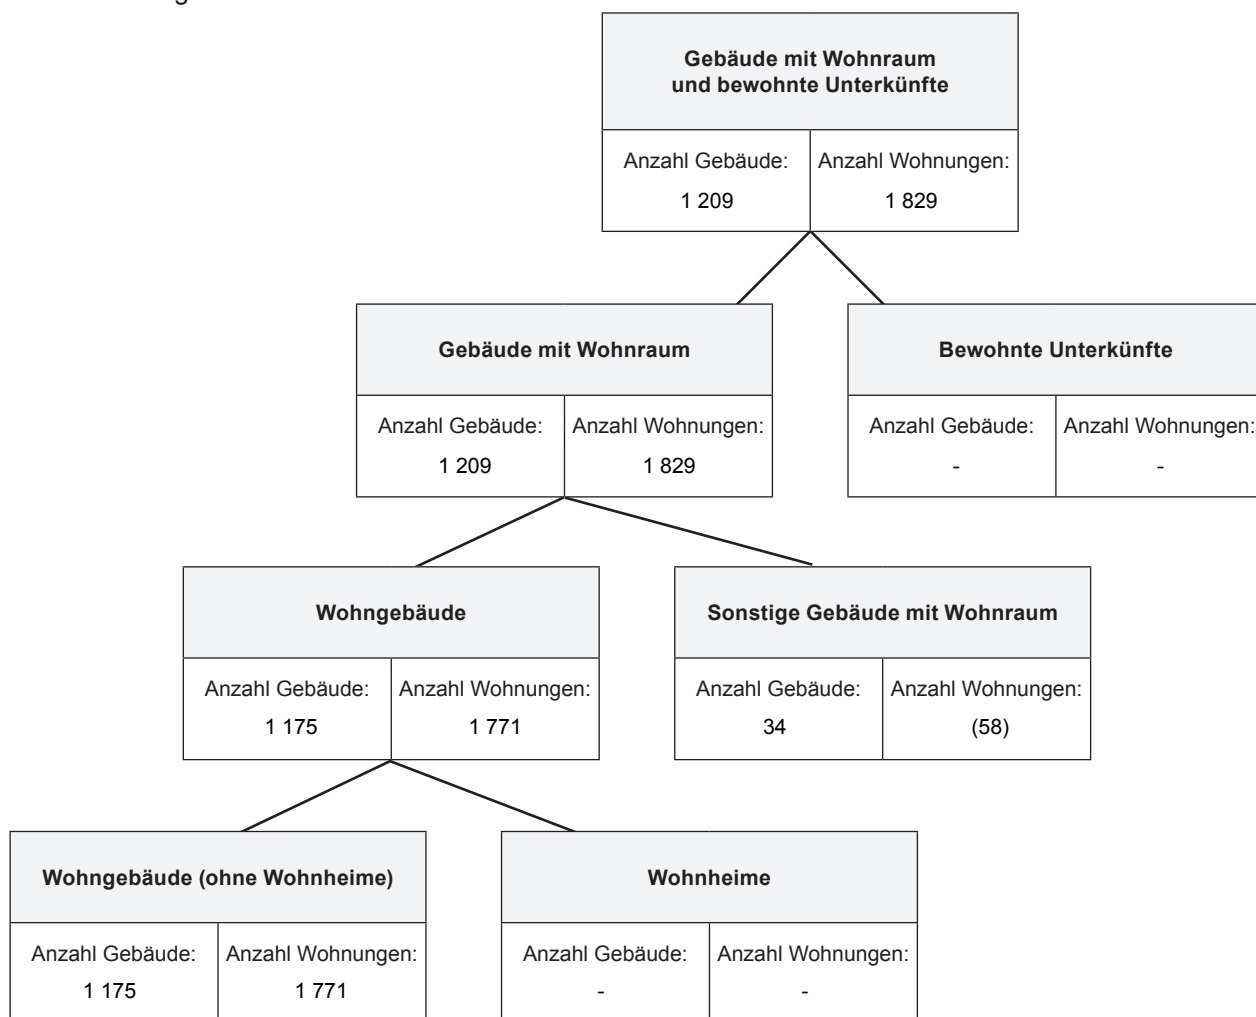 Gebäude mit Wohnraum
und bewohnte Unterkünfte
Anzahl Gebäude: Anzahl Wohnungen:
1 209 1 829
Gebäude mit Wohnraum
Anzahl Gebäude: Anzahl Wohnungen:
1 209 1 829
Bewohnte Unterkünfte
Anzahl Gebäude: Anzahl Wohnungen:
- -
Wohngebäude
Anzahl Gebäude: Anzahl Wohnungen:
1 175 1 771
Sonstige Gebäude mit Wohnraum
Anzahl Gebäude: Anzahl Wohnungen:
34 (58)
Wohngebäude (ohne Wohnheime)
Anzahl Gebäude: Anzahl Wohnungen:
1 175 1 771
Wohnheime
Anzahl Gebäude: Anzahl Wohnungen:
- -